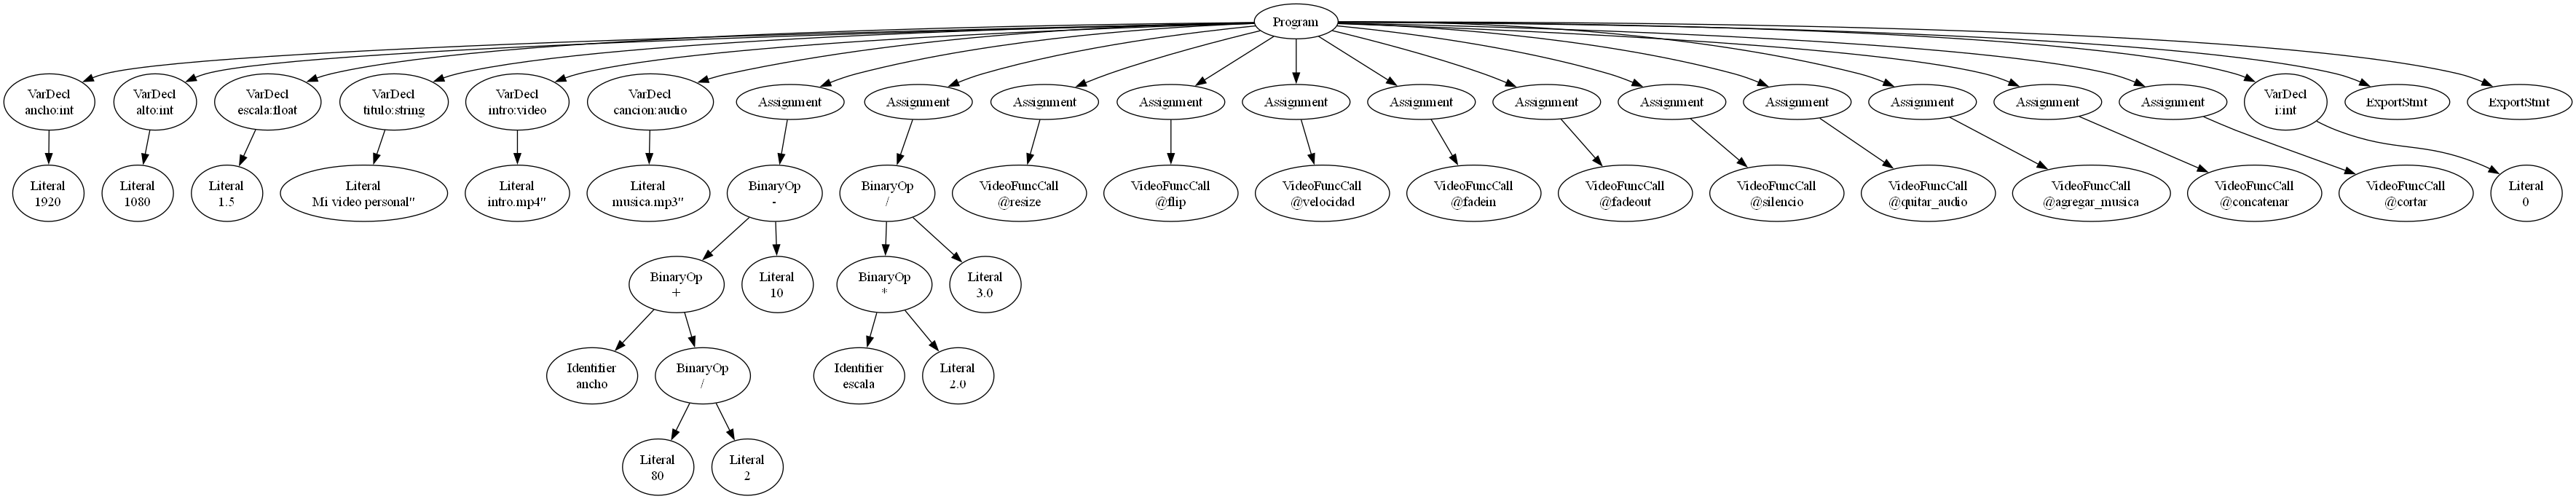 Program
VarDecl
ancho:int
VarDecl
alto:int
VarDecl
escala:float
VarDecl
titulo:string
VarDecl
intro:video
VarDecl
cancion:audio
Assignment
Assignment
Assignment
Assignment
Assignment
Assignment
Assignment
Assignment
Assignment
Assignment
Assignment
Assignment
VarDecl
i:int
ExportStmt
ExportStmt
Literal
1920
Literal
1080
Literal
1.5
Literal
Mi video personal"
Literal
intro.mp4"
Literal
musica.mp3"
BinaryOp
-
BinaryOp
/
VideoFuncCall
@resize
VideoFuncCall
@flip
VideoFuncCall
@velocidad
VideoFuncCall
@fadein
VideoFuncCall
@fadeout
VideoFuncCall
@silencio
VideoFuncCall
@quitar_audio
VideoFuncCall
@agregar_musica
VideoFuncCall
@concatenar
VideoFuncCall
@cortar
Literal
0
BinaryOp
+
Literal
10
BinaryOp
*
Literal
3.0
Identifier
ancho
BinaryOp
/
Identifier
escala
Literal
2.0
Literal
80
Literal
2